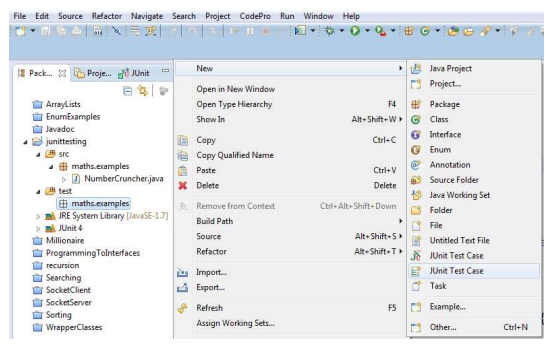 File Edit Source Refactor Navigate Search Project CodePro Run Window Help
Pack... Proje... JUnit
ArrayLists
EnumExamples
Javadoc
junittesting
src
maths.examples
NumberCruncher.java
test
maths.examples
JRE System Library [JavaSE-1.7]
JUnit 4
Millionaire
ProgrammingToInterfaces
recursion
Searching
SocketClient
SocketServer
Sorting
WrapperClasses
New
Open in New Window
Open Type Hierarchy F4
Show In Alt+Shift+W
Copy Ctrl+C
Copy Qualified Name
Paste Ctrl+V
Delete Delete
Remove from Context Ctrl+Alt+Shift+Down
Build Path
Source Alt+Shift+S
Refactor Alt+Shift+T
Import...
Export...
Refresh F5
Assign Working Sets...
Java Project
Project...
Package
Class
Interface
Enum
Annotation
Source Folder
Java Working Set
Folder
File
Untitled Text File
JUnit Test Case
JUnit Test Case
Task
Example...
Other... Ctrl+N